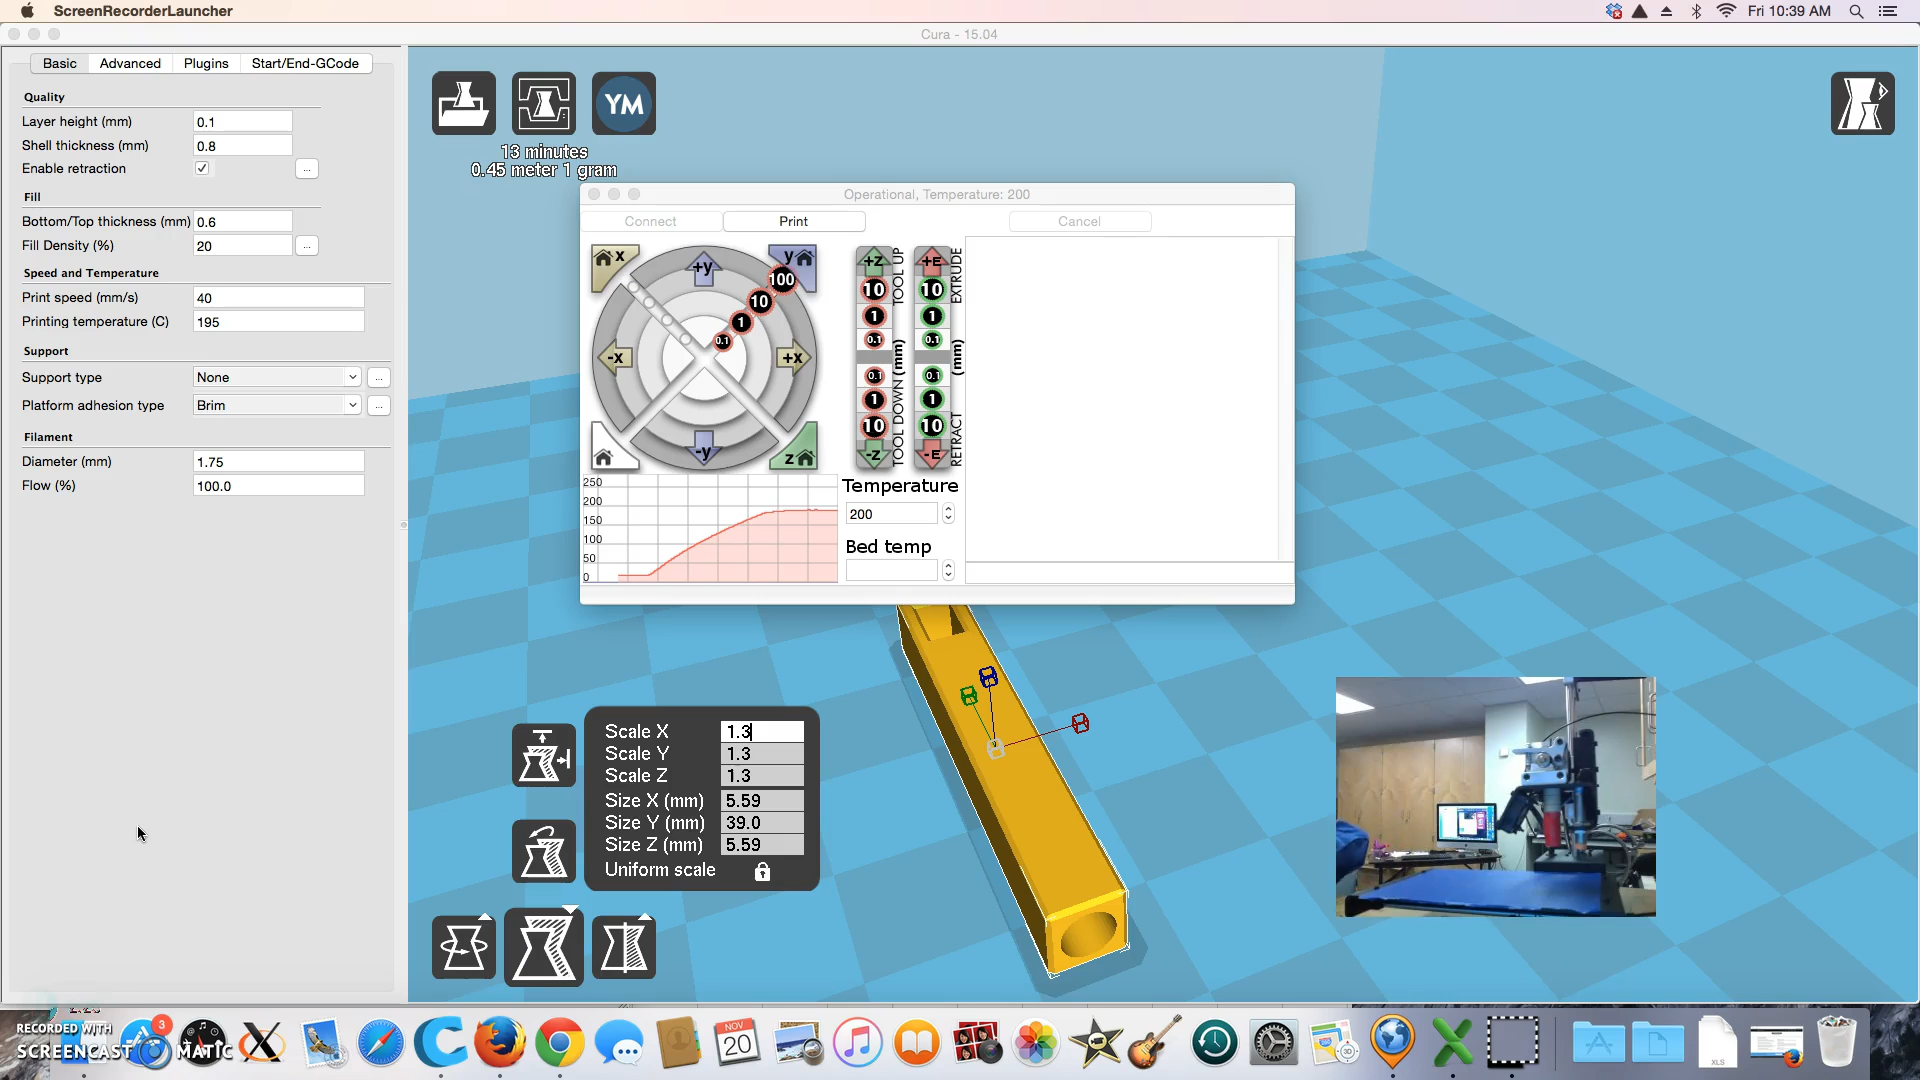 ScreenRecorderLauncher
Fri 10:39 AM
Cura - 15.04
Basic
Advanced
Plugins
Start/End-GCode
Quality
Layer height (mm) 0.1
Shell thickness (mm) 0.8
Enable retraction ...
Fill
Bottom/Top thickness (mm) 0.6
Fill Density (%) 20 ...
Speed and Temperature
Print speed (mm/s) 40
Printing temperature (C) 195
Support
Support type None ...
Platform adhesion type Brim ...
Filament
Diameter (mm) 1.75
Flow (%) 100.0
YM
13 minutes
0.45 meter 1 gram
Operational, Temperature: 200
Connect
Print
Cancel
x
+y
y
100
10
1
0.1
-x
+x
-y
z
+Z
10
1
0.1
0.1
1
10
-Z
TOOL UP
TOOL DOWN (mm)
+E
10
1
0.1
0.1
1
10
-E
EXTRUDE
RETRACT
(mm)
250
200
150
100
50
0
Temperature
200
Bed temp
Scale X 1.3
Scale Y 1.3
Scale Z 1.3
Size X (mm) 5.59
Size Y (mm) 39.0
Size Z (mm) 5.59
Uniform scale
RECORDED WITH
SCREENCAST MATIC
3
NOV
20
3D
XLS